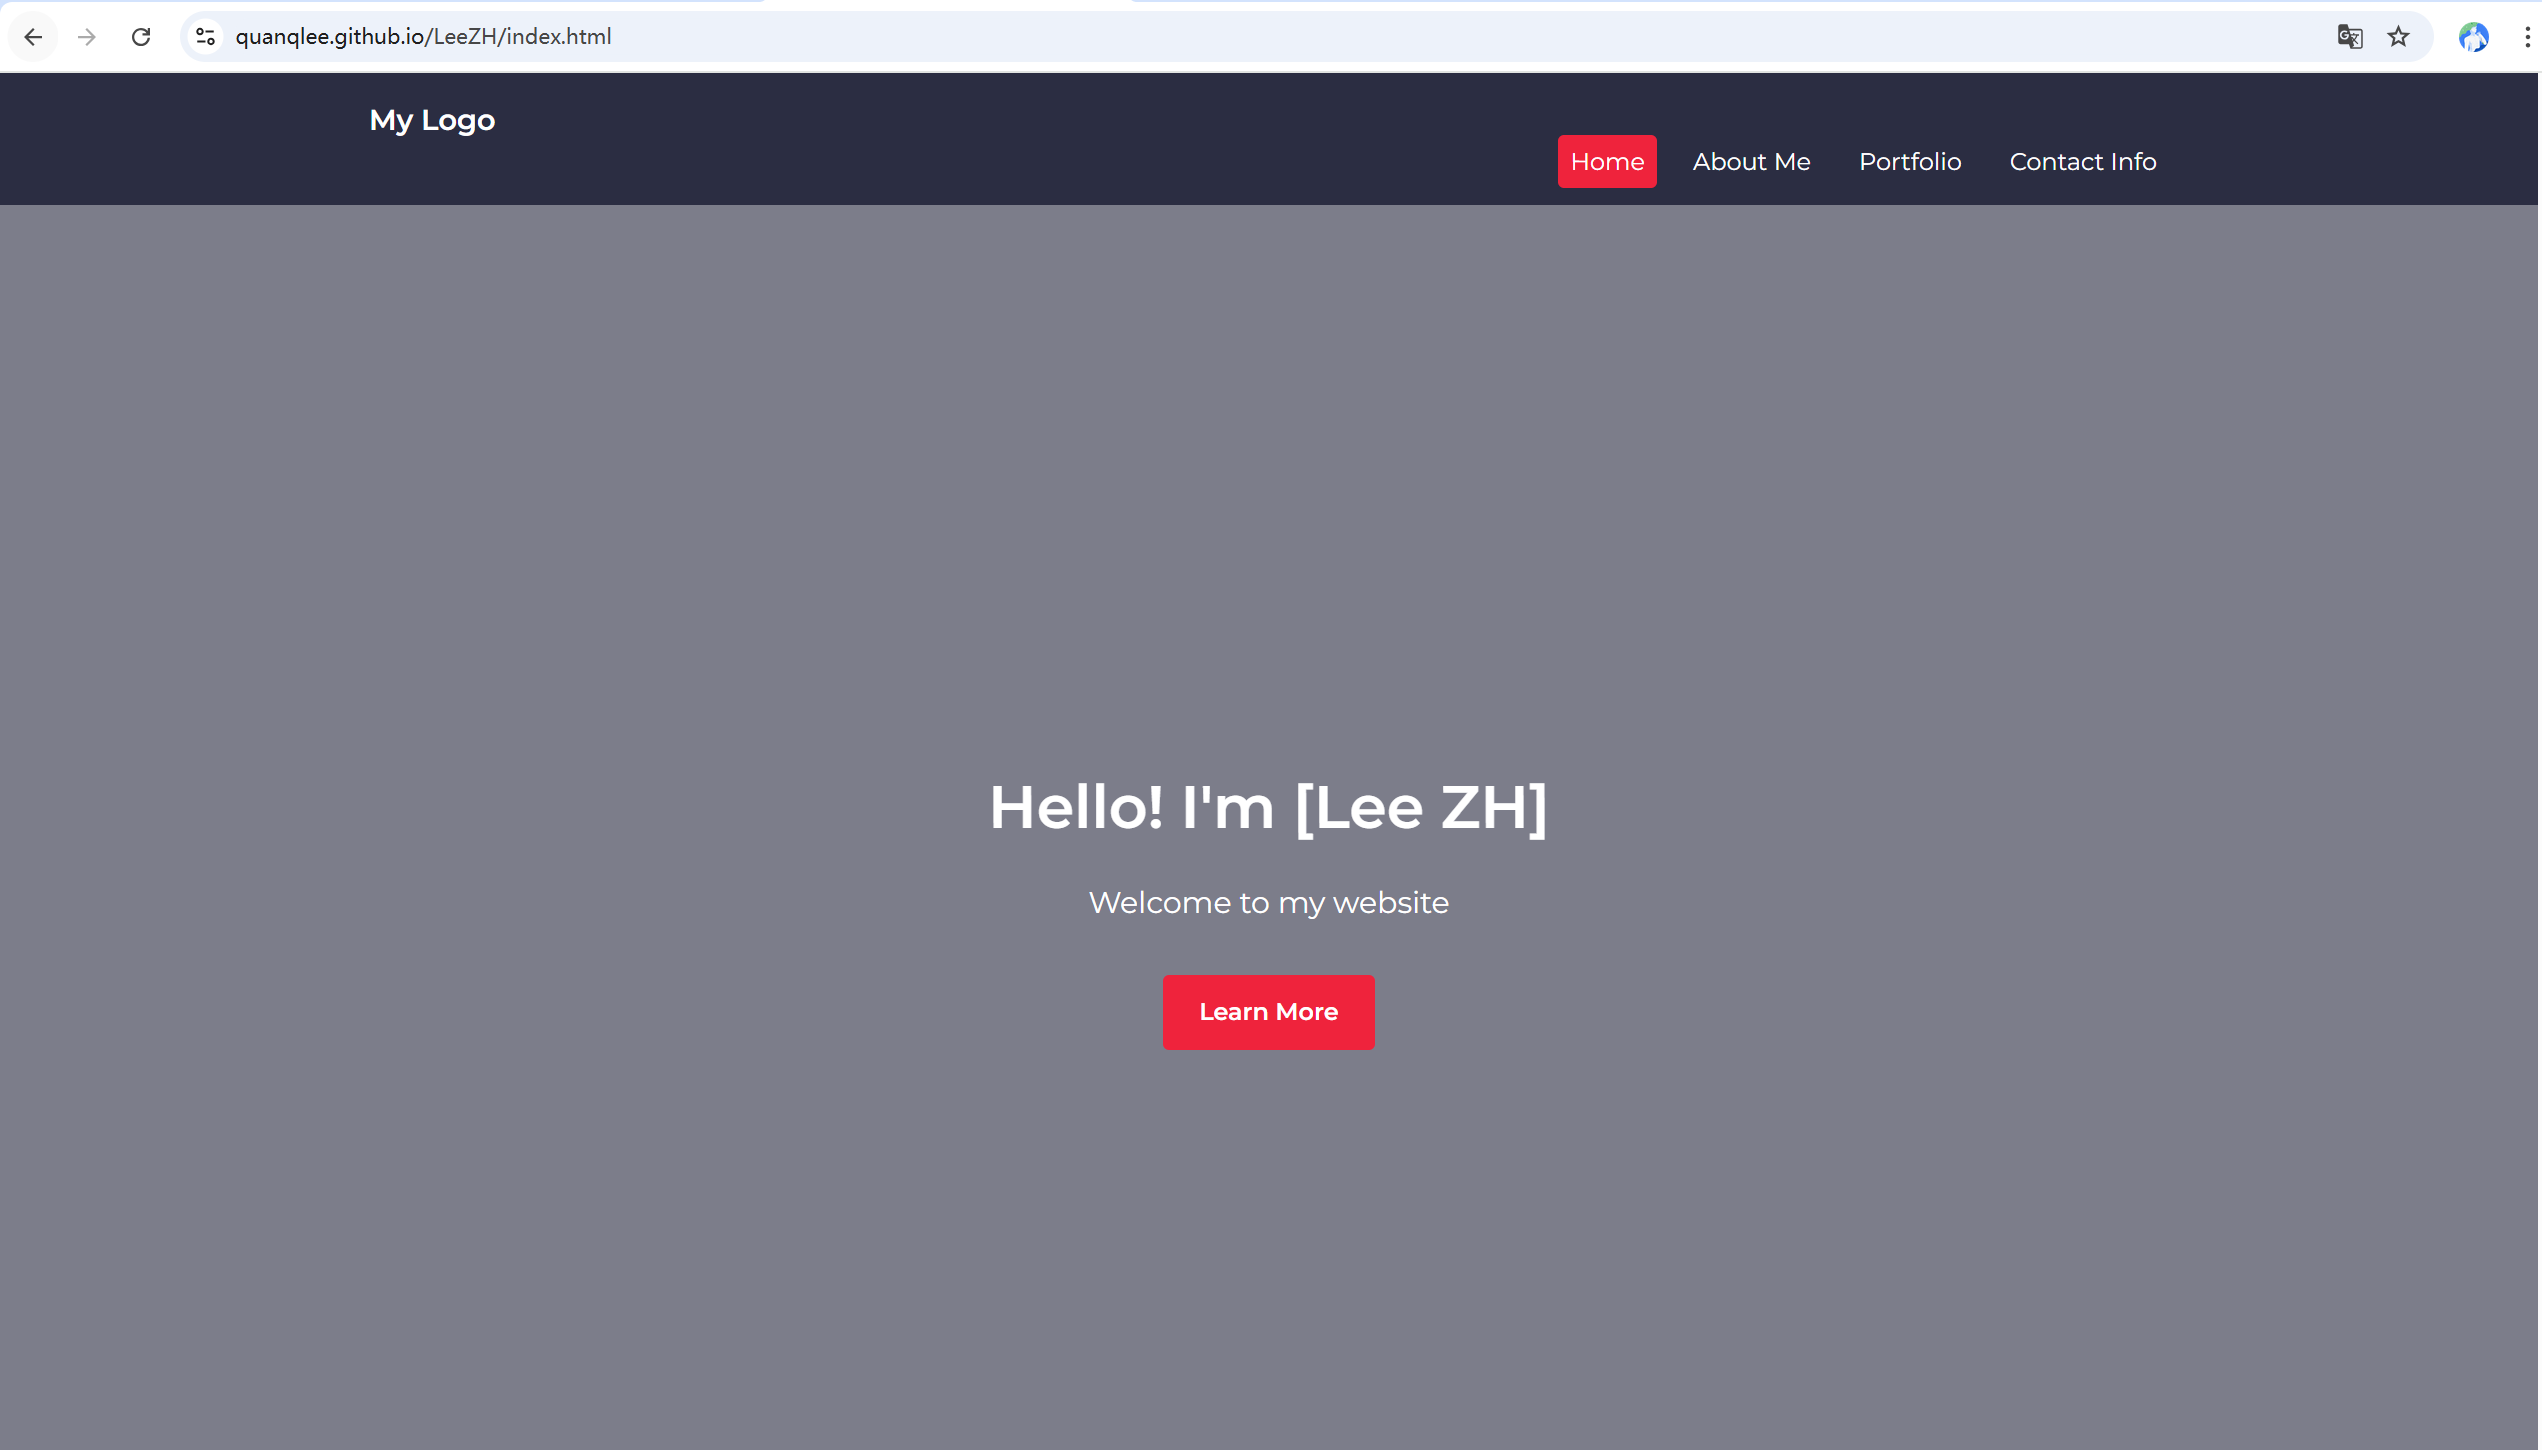 quanqlee.github.io/LeeZH/index.html
My Logo
Home About Me Portfolio Contact Info
Hello! I'm [Lee ZH]
Welcome to my website
Learn More